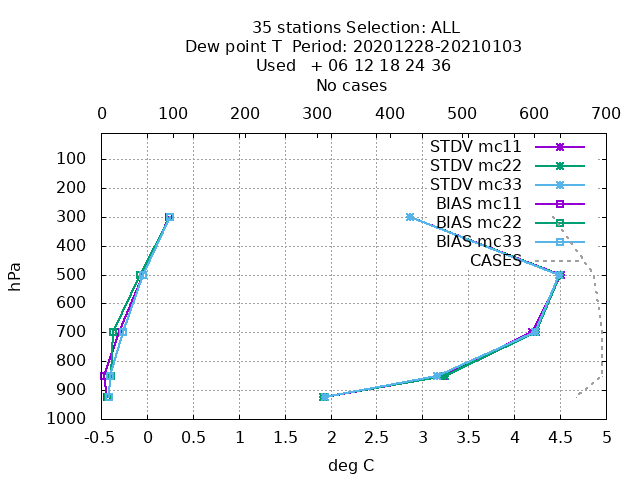 35 stations Selection: ALL
Dew point T  Period: 20201228-20210103
Used   + 06 12 18 24 36
No cases
0 100 200 300 400 500 600 700
STDV mc11
STDV mc22
STDV mc33
BIAS mc11
BIAS mc22
BIAS mc33
CASES
100
200
300
400
500
600
700
800
900
1000
hPa
-0.5 0 0.5 1 1.5 2 2.5 3 3.5 4 4.5 5
deg C